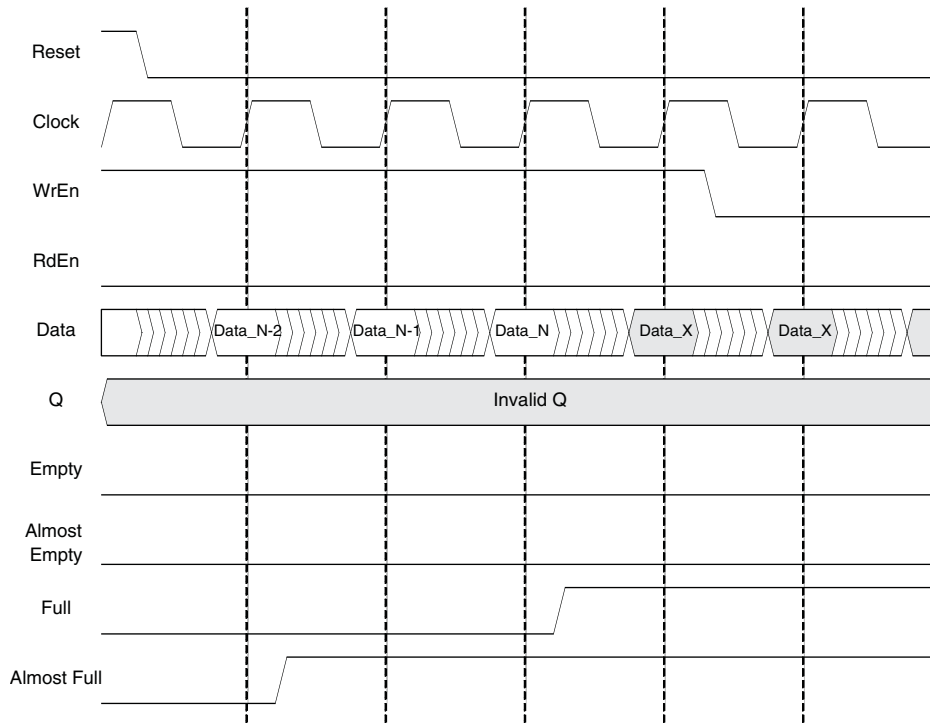 Reset
Clock
WrEn
RdEn
Data
Data_N-2
Data_N-1
Data_N
Data_X
Data_X
Q
Invalid Q
Empty
Almost
Empty
Full
Almost Full